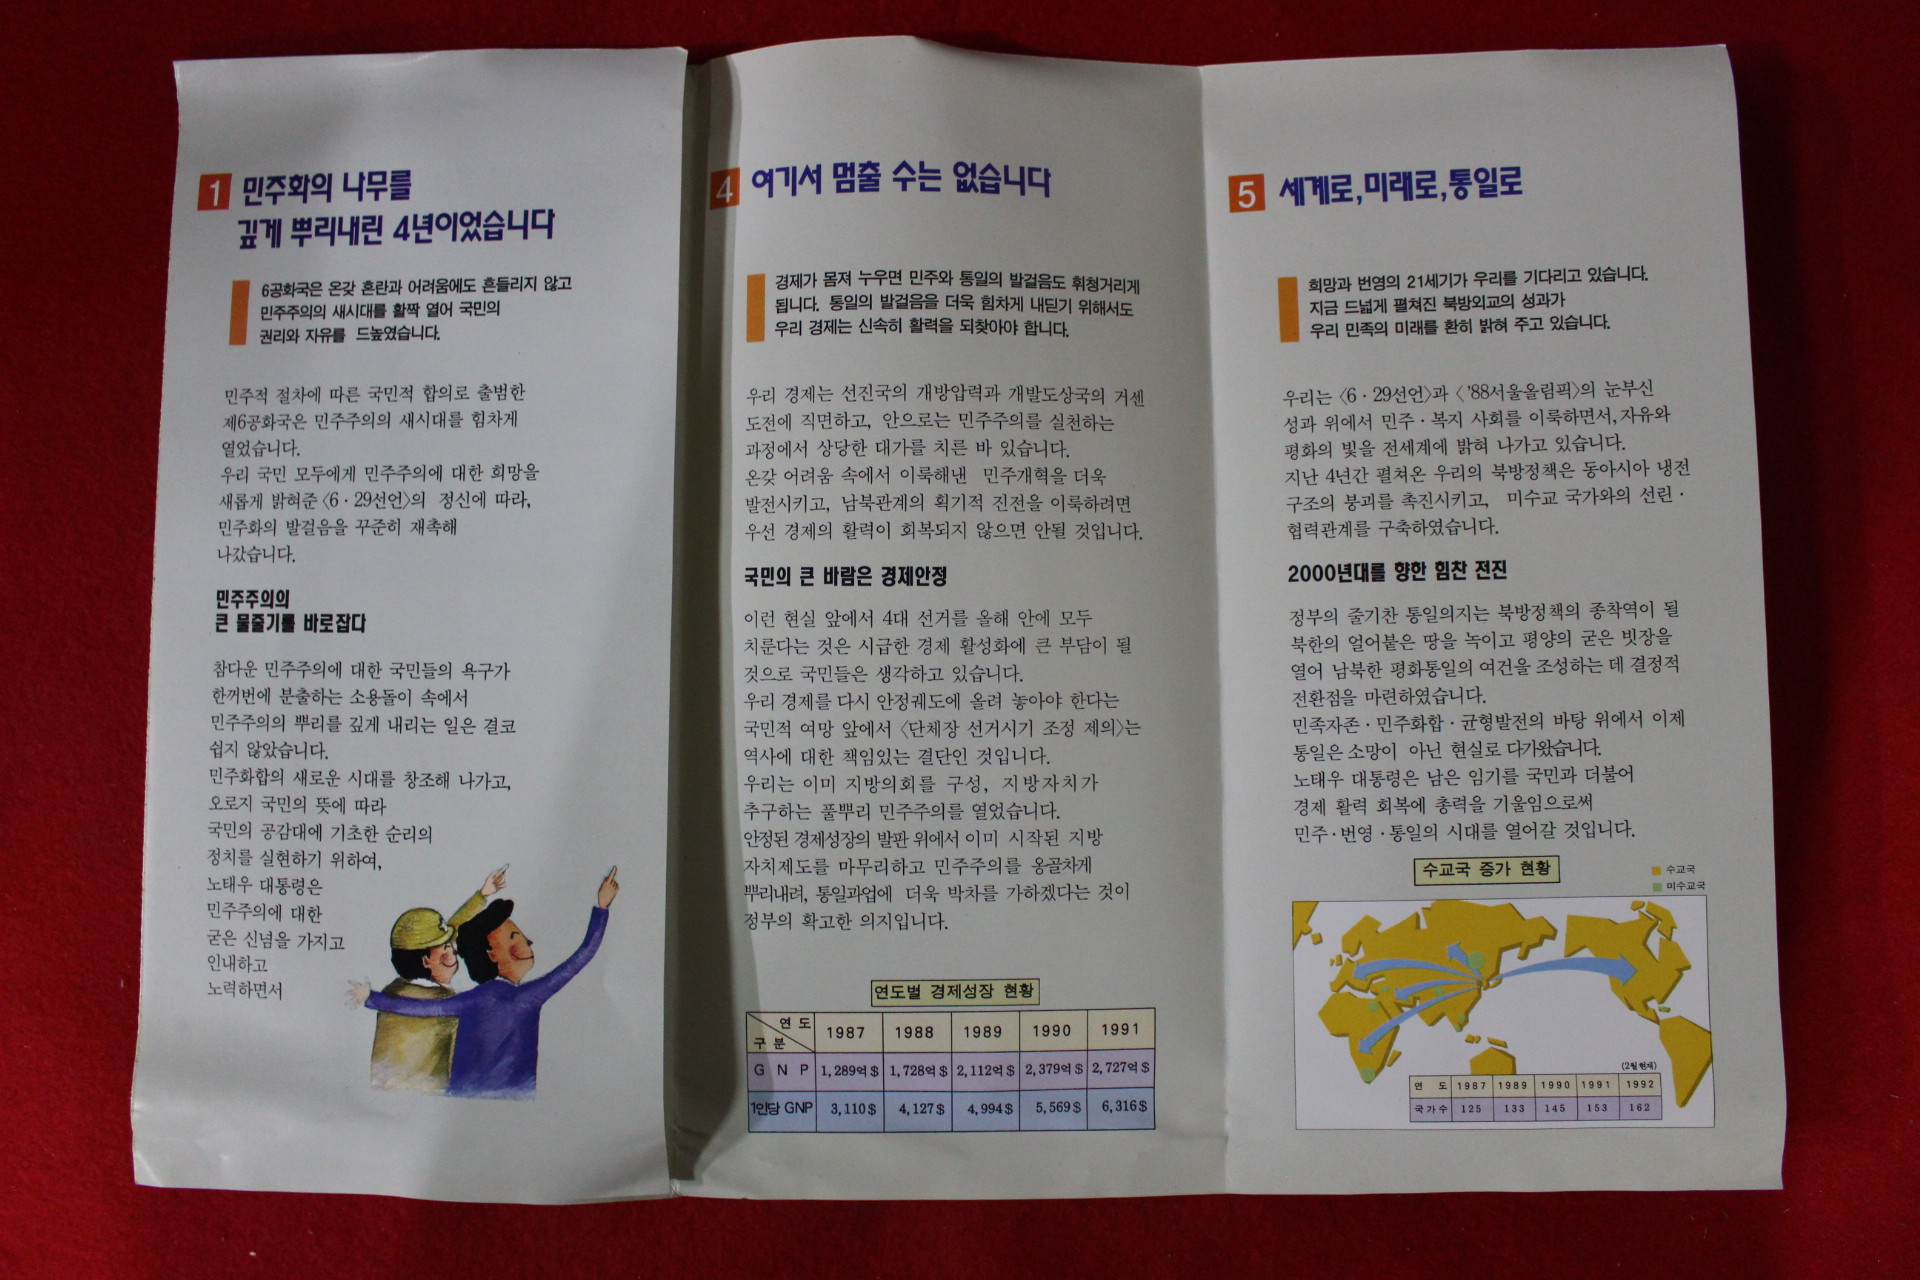 1 민주화의 나무를
깊게 뿌리내린 4년이었습니다
6공화국은 온갖 혼란과 어려움에도 흔들리지 않고
민주주의의 새시대를 활짝 열어 국민의
권리와 자유를 드높였습니다.
민주적 절차에 따른 국민적 합의로 출범한
제6공화국은 민주주의의 새시대를 힘차게
열었습니다.
우리 국민 모두에게 민주주의에 대한 희망을
새롭게 밝혀준 〈6·29선언〉의 정신에 따라,
민주화의 발걸음을 꾸준히 재촉해
나갔습니다.
민주주의의
큰 물줄기를 바로잡다
참다운 민주주의에 대한 국민들의 욕구가
한꺼번에 분출하는 소용돌이 속에서
민주주의의 뿌리를 깊게 내리는 일은 결코
쉽지 않았습니다.
민주화합의 새로운 시대를 창조해 나가고,
오로지 국민의 뜻에 따라
국민의 공감대에 기초한 순리의
정치를 실현하기 위하여,
노태우 대통령은
민주주의에 대한
굳은 신념을 가지고
인내하고
노력하면서
4 여기서 멈출 수는 없습니다
경제가 몸져 누우면 민주와 통일의 발걸음도 휘청거리게
됩니다. 통일의 발걸음을 더욱 힘차게 내딛기 위해서도
우리 경제는 신속히 활력을 되찾아야 합니다.
우리 경제는 선진국의 개방압력과 개발도상국의 거센
도전에 직면하고, 안으로는 민주주의를 실천하는
과정에서 상당한 대가를 치른 바 있습니다.
온갖 어려움 속에서 이룩해낸 민주개혁을 더욱
발전시키고, 남북관계의 획기적 진전을 이룩하려면
우선 경제의 활력이 회복되지 않으면 안될 것입니다.
국민의 큰 바람은 경제안정
이런 현실 앞에서 4대 선거를 올해 안에 모두
치룬다는 것은 시급한 경제 활성화에 큰 부담이 될
것으로 국민들은 생각하고 있습니다.
우리 경제를 다시 안정궤도에 올려 놓아야 한다는
국민적 여망 앞에서 〈단체장 선거시기 조정 제의〉는
역사에 대한 책임있는 결단인 것입니다.
우리는 이미 지방의회를 구성, 지방자치가
추구하는 풀뿌리 민주주의를 열었습니다.
안정된 경제성장의 발판 위에서 이미 시작된 지방
자치제도를 마무리하고 민주주의를 옹골차게
뿌리내려, 통일과업에 더욱 박차를 가하겠다는 것이
정부의 확고한 의지입니다.
연도별 경제성장 현황
구분 연도 1987 1988 1989 1990 1991
GNP 1,289억$ 1,728억$ 2,112억$ 2,379억$ 2,727억$
1인당 GNP 3,110$ 4,127$ 4,994$ 5,569$ 6,316$
5 세계로, 미래로, 통일로
희망과 번영의 21세기가 우리를 기다리고 있습니다.
지금 드넓게 펼쳐진 북방외교의 성과가
우리 민족의 미래를 환히 밝혀 주고 있습니다.
우리는 〈6·29선언〉과 〈'88서울올림픽〉의 눈부신
성과 위에서 민주·복지 사회를 이룩하면서, 자유와
평화의 빛을 전세계에 밝혀 나가고 있습니다.
지난 4년간 펼쳐온 우리의 북방정책은 동아시아 냉전
구조의 붕괴를 촉진시키고, 미수교 국가와의 선린·
협력관계를 구축하였습니다.
2000년대를 향한 힘찬 전진
정부의 줄기찬 통일의지는 북방정책의 종착역이 될
북한의 얼어붙은 땅을 녹이고 평양의 굳은 빗장을
열어 남북한 평화통일의 여건을 조성하는 데 결정적
전환점을 마련하였습니다.
민족자존·민주화합·균형발전의 바탕 위에서 이제
통일은 소망이 아닌 현실로 다가왔습니다.
노태우 대통령은 남은 임기를 국민과 더불어
경제 활력 회복에 총력을 기울임으로써
민주·번영·통일의 시대를 열어갈 것입니다.
수교국 증가 현황
수교국
미수교국
(2월 현재)
연도 1987 1989 1990 1991 1992
국가수 125 133 145 153 162